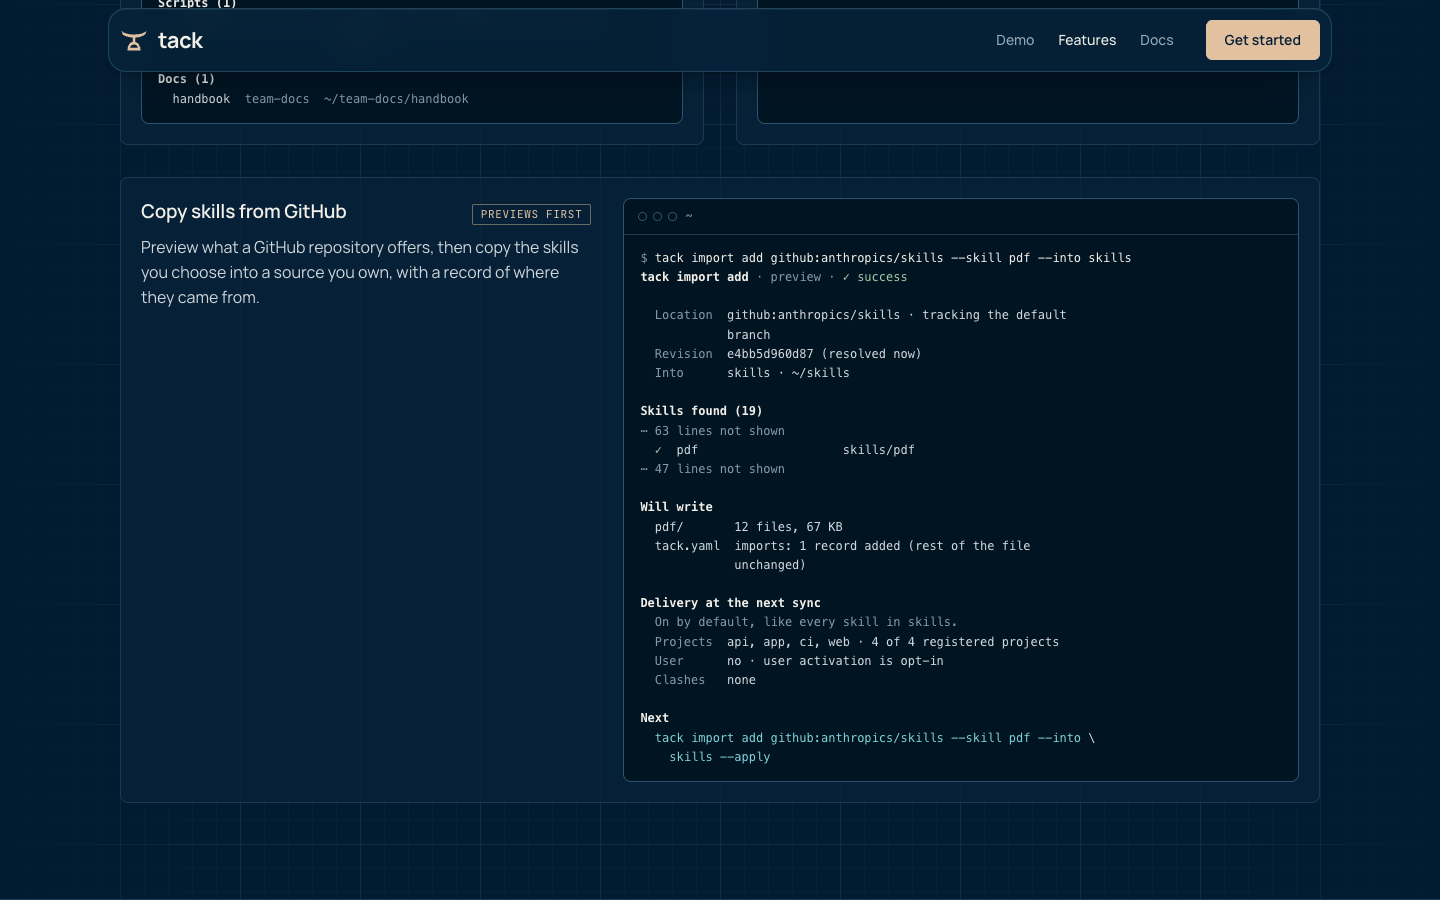 Scripts (1)
tack
Demo
Features
Docs
Get started
Docs (1)
handbook team-docs ~/team-docs/handbook
Copy skills from GitHub
PREVIEWS FIRST
Preview what a GitHub repository offers, then copy the skills
you choose into a source you own, with a record of where
they came from.
~
$ tack import add github:anthropics/skills --skill pdf --into skills
tack import add · preview · ✓ success
Location github:anthropics/skills · tracking the default
branch
Revision e4bb5d960d87 (resolved now)
Into skills · ~/skills
Skills found (19)
⋯ 63 lines not shown
✓ pdf skills/pdf
⋯ 47 lines not shown
Will write
pdf/ 12 files, 67 KB
tack.yaml imports: 1 record added (rest of the file
unchanged)
Delivery at the next sync
On by default, like every skill in skills.
Projects api, app, ci, web · 4 of 4 registered projects
User no · user activation is opt-in
Clashes none
Next
tack import add github:anthropics/skills --skill pdf --into \
skills --apply